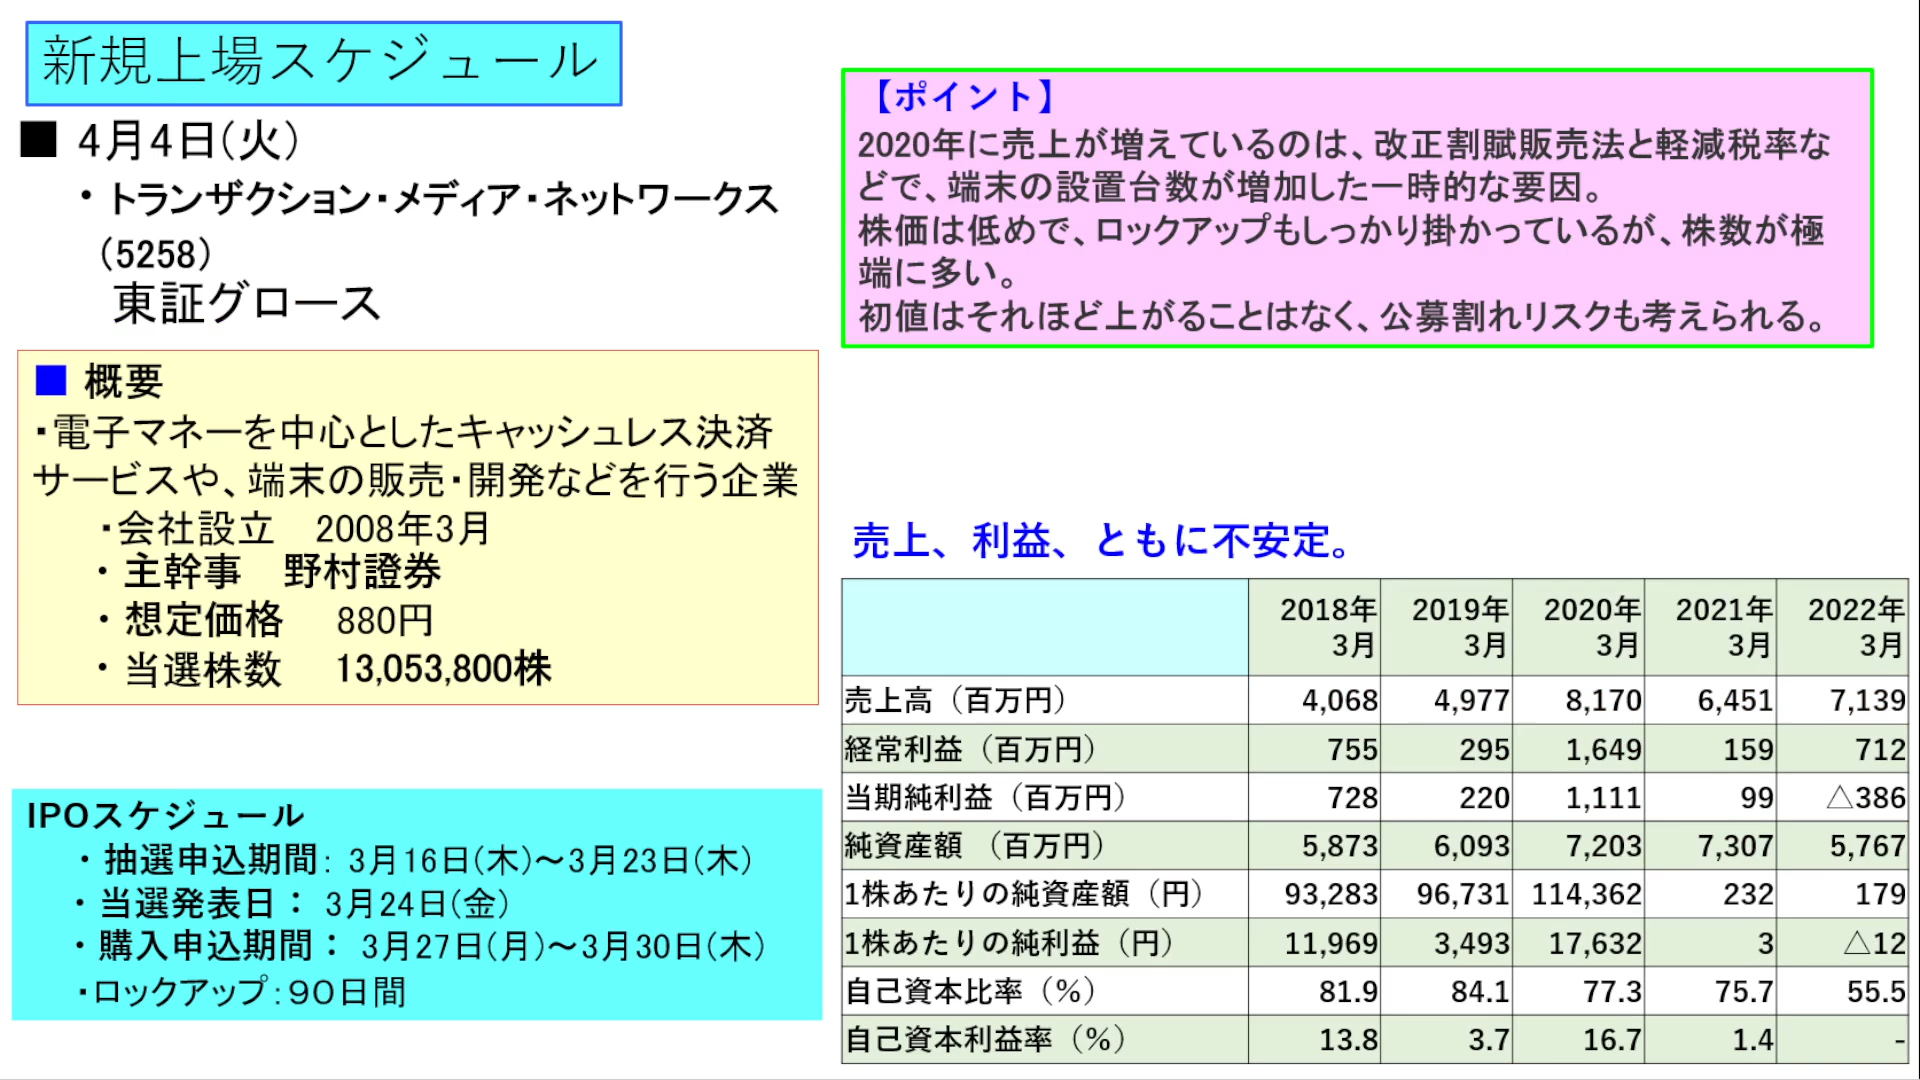 新規上場スケジュール
■ 4月4日(火)
・トランザクション・メディア・ネットワークス
(5258)
東証グロース
■ 概要
・電子マネーを中心としたキャッシュレス決済
サービスや、端末の販売・開発などを行う企業
・会社設立 2008年3月
・主幹事 野村證券
・想定価格 880円
・当選株数 13,053,800株
IPOスケジュール
・抽選申込期間: 3月16日(木)～3月23日(木)
・当選発表日： 3月24日(金)
・購入申込期間： 3月27日(月)～3月30日(木)
・ロックアップ:９０日間
【ポイント】
2020年に売上が増えているのは、改正割賦販売法と軽減税率な
どで、端末の設置台数が増加した一時的な要因。
株価は低めで、ロックアップもしっかり掛かっているが、株数が極
端に多い。
初値はそれほど上がることはなく、公募割れリスクも考えられる。
売上、利益、ともに不安定。
2018年 2019年 2020年 2021年 2022年
3月 3月 3月 3月 3月
売上高（百万円） 4,068 4,977 8,170 6,451 7,139
経常利益（百万円） 755 295 1,649 159 712
当期純利益（百万円） 728 220 1,111 99 △386
純資産額 （百万円） 5,873 6,093 7,203 7,307 5,767
1株あたりの純資産額（円） 93,283 96,731 114,362 232 179
1株あたりの純利益（円） 11,969 3,493 17,632 3 △12
自己資本比率（%） 81.9 84.1 77.3 75.7 55.5
自己資本利益率（%） 13.8 3.7 16.7 1.4 -